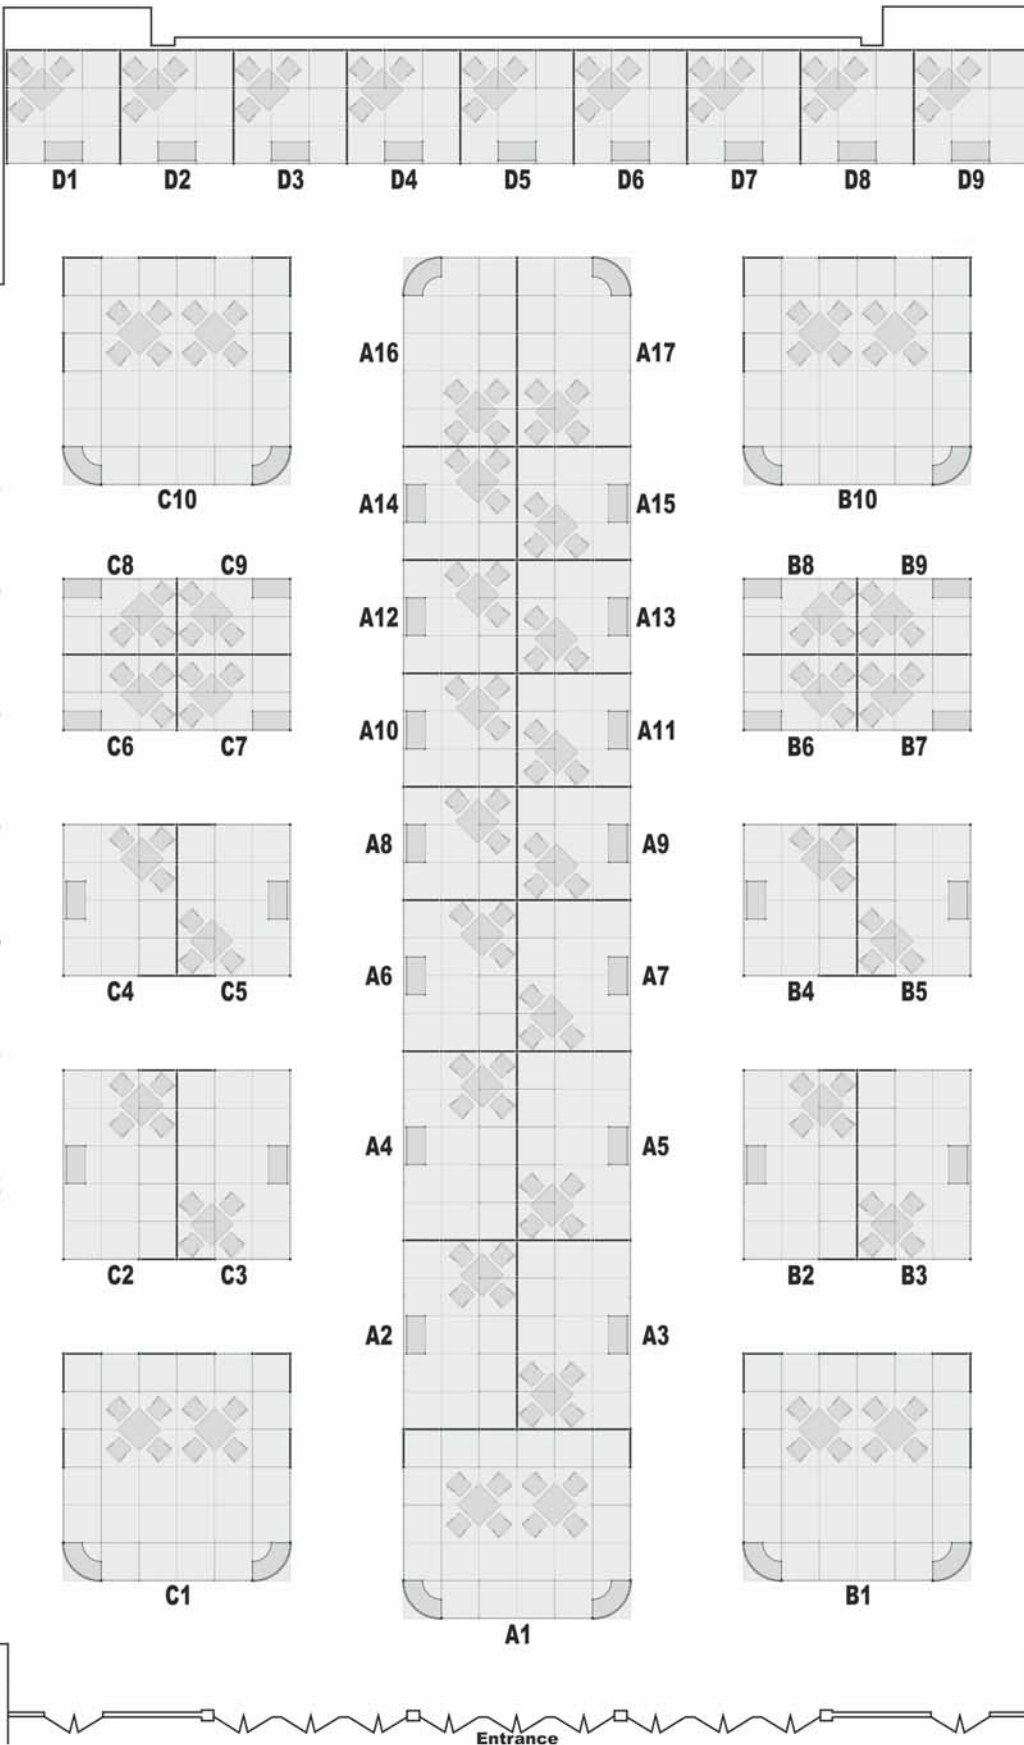 D1 D2 D3 D4 D5 D6 D7 D8 D9
A16 A17
C10 B10
A14 A15
C8 C9 B8 B9
A12 A13
A10 A11
C6 C7 B6 B7
A8 A9
A6 A7
C4 C5 B4 B5
A4 A5
C2 C3 B2 B3
A2 A3
C1 B1
A1
Entrance